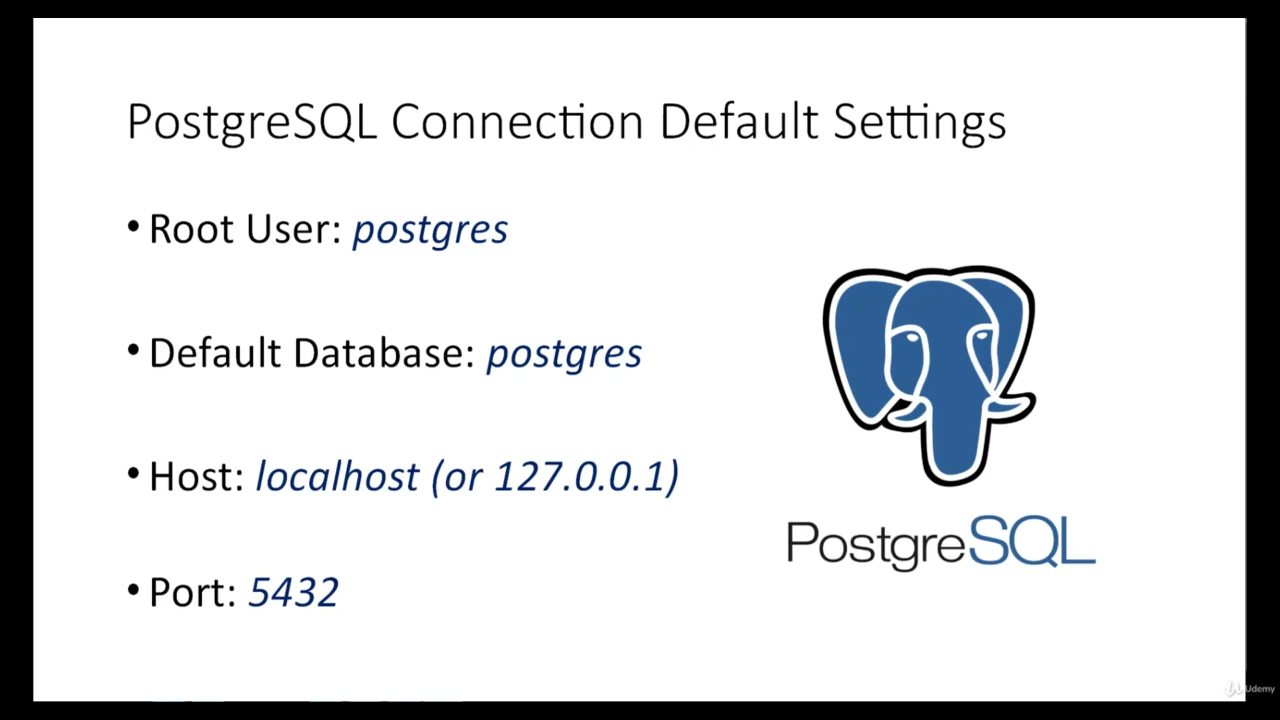 PostgreSQL Connection Default Settings
• Root User: postgres
• Default Database: postgres
• Host: localhost (or 127.0.0.1)
• Port: 5432
PostgreSQL
Udemy